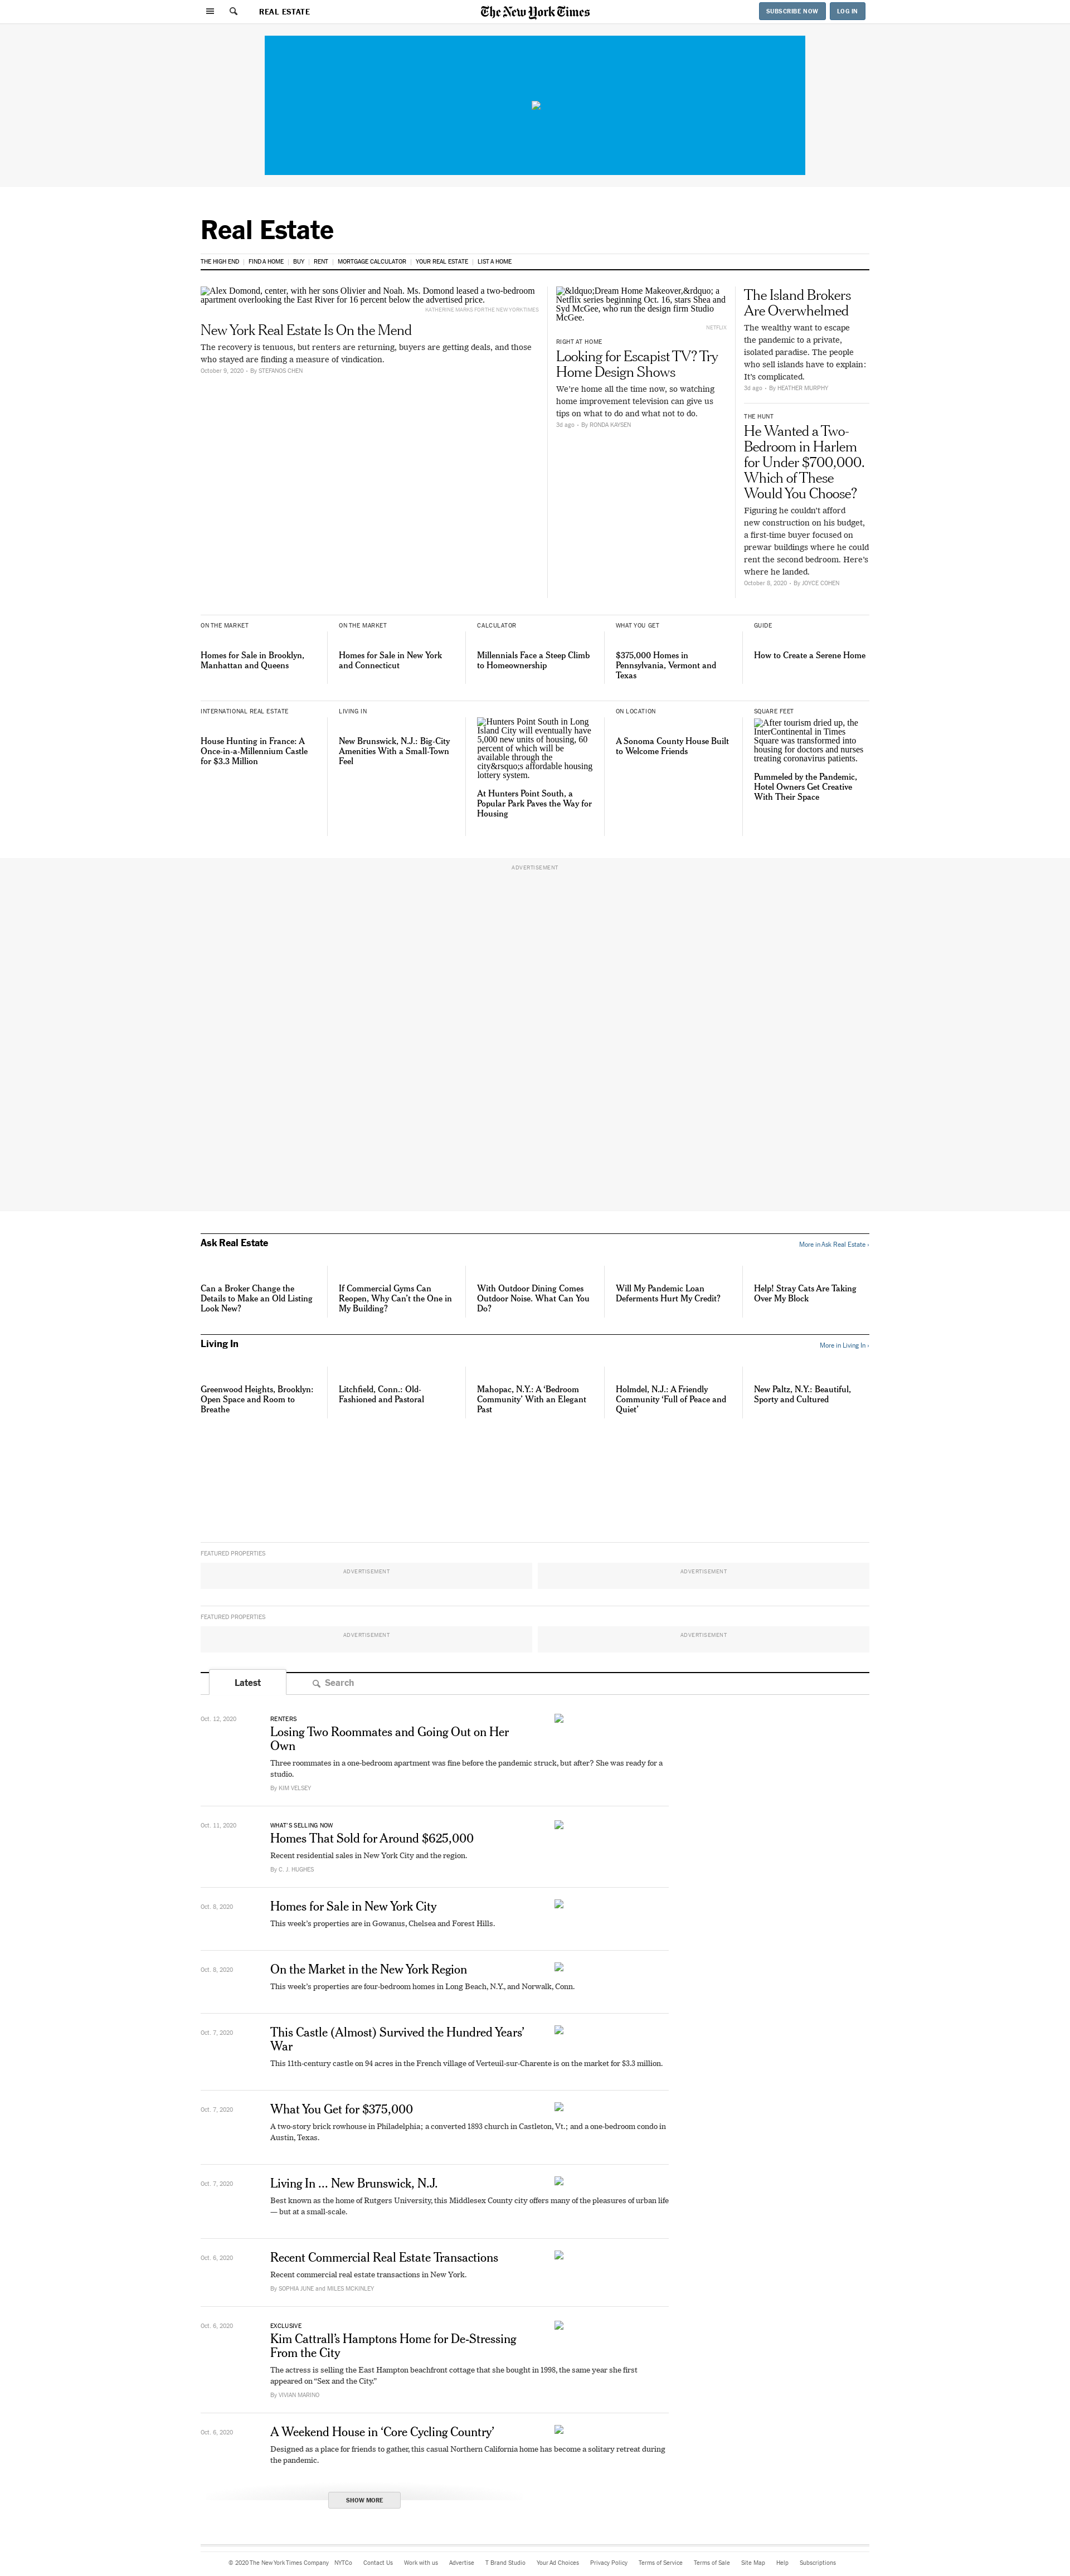 REAL ESTATE
The New York Times
SUBSCRIBE NOW
LOG IN
Real Estate
THE HIGH END | FIND A HOME | BUY | RENT | MORTGAGE CALCULATOR | YOUR REAL ESTATE | LIST A HOME
Alex Domond, center, with her sons Olivier and Noah. Ms. Domond leased a two-bedroom
apartment overlooking the East River for 16 percent below the advertised price.
KATHERINE MARKS FOR THE NEW YORK TIMES
New York Real Estate Is On the Mend
The recovery is tenuous, but renters are returning, buyers are getting deals, and those
who stayed are finding a measure of vindication.
October 9, 2020 - By STEFANOS CHEN
&ldquo;Dream Home Makeover,&rdquo; a
Netflix series beginning Oct. 16, stars Shea and
Syd McGee, who run the design firm Studio
McGee.
NETFLIX
RIGHT AT HOME
Looking for Escapist TV? Try
Home Design Shows
We're home all the time now, so watching
home improvement television can give us
tips on what to do and what not to do.
3d ago - By RONDA KAYSEN
The Island Brokers
Are Overwhelmed
The wealthy want to escape
the pandemic to a private,
isolated paradise. The people
who sell islands have to explain:
It's complicated.
3d ago - By HEATHER MURPHY
THE HUNT
He Wanted a Two-
Bedroom in Harlem
for Under $700,000.
Which of These
Would You Choose?
Figuring he couldn't afford
new construction on his budget,
a first-time buyer focused on
prewar buildings where he could
rent the second bedroom. Here's
where he landed.
October 8, 2020 - By JOYCE COHEN
ON THE MARKET
Homes for Sale in Brooklyn,
Manhattan and Queens
ON THE MARKET
Homes for Sale in New York
and Connecticut
CALCULATOR
Millennials Face a Steep Climb
to Homeownership
WHAT YOU GET
$375,000 Homes in
Pennsylvania, Vermont and
Texas
GUIDE
How to Create a Serene Home
INTERNATIONAL REAL ESTATE
House Hunting in France: A
Once-in-a-Millennium Castle
for $3.3 Million
LIVING IN
New Brunswick, N.J.: Big-City
Amenities With a Small-Town
Feel
Hunters Point South in Long
Island City will eventually have
5,000 new units of housing, 60
percent of which will be
available through the
city&rsquo;s affordable housing
lottery system.
At Hunters Point South, a
Popular Park Paves the Way for
Housing
ON LOCATION
A Sonoma County House Built
to Welcome Friends
SQUARE FEET
After tourism dried up, the
InterContinental in Times
Square was transformed into
housing for doctors and nurses
treating coronavirus patients.
Pummeled by the Pandemic,
Hotel Owners Get Creative
With Their Space
ADVERTISEMENT
Ask Real Estate
More in Ask Real Estate ›
Can a Broker Change the
Details to Make an Old Listing
Look New?
If Commercial Gyms Can
Reopen, Why Can't the One in
My Building?
With Outdoor Dining Comes
Outdoor Noise. What Can You
Do?
Will My Pandemic Loan
Deferments Hurt My Credit?
Help! Stray Cats Are Taking
Over My Block
Living In
More in Living In ›
Greenwood Heights, Brooklyn:
Open Space and Room to
Breathe
Litchfield, Conn.: Old-
Fashioned and Pastoral
Mahopac, N.Y.: A 'Bedroom
Community' With an Elegant
Past
Holmdel, N.J.: A Friendly
Community 'Full of Peace and
Quiet'
New Paltz, N.Y.: Beautiful,
Sporty and Cultured
FEATURED PROPERTIES
ADVERTISEMENT
ADVERTISEMENT
FEATURED PROPERTIES
ADVERTISEMENT
ADVERTISEMENT
Latest
Search
Oct. 12, 2020
RENTERS
Losing Two Roommates and Going Out on Her
Own
Three roommates in a one-bedroom apartment was fine before the pandemic struck, but after? She was ready for a
studio.
By KIM VELSEY
Oct. 11, 2020
WHAT'S SELLING NOW
Homes That Sold for Around $625,000
Recent residential sales in New York City and the region.
By C. J. HUGHES
Oct. 8, 2020
Homes for Sale in New York City
This week's properties are in Gowanus, Chelsea and Forest Hills.
Oct. 8, 2020
On the Market in the New York Region
This week's properties are four-bedroom homes in Long Beach, N.Y., and Norwalk, Conn.
Oct. 7, 2020
This Castle (Almost) Survived the Hundred Years'
War
This 11th-century castle on 94 acres in the French village of Verteuil-sur-Charente is on the market for $3.3 million.
Oct. 7, 2020
What You Get for $375,000
A two-story brick rowhouse in Philadelphia; a converted 1893 church in Castleton, Vt.; and a one-bedroom condo in
Austin, Texas.
Oct. 7, 2020
Living In ... New Brunswick, N.J.
Best known as the home of Rutgers University, this Middlesex County city offers many of the pleasures of urban life
— but at a small-scale.
Oct. 6, 2020
Recent Commercial Real Estate Transactions
Recent commercial real estate transactions in New York.
By SOPHIA JUNE and MILES MCKINLEY
Oct. 6, 2020
EXCLUSIVE
Kim Cattrall's Hamptons Home for De-Stressing
From the City
The actress is selling the East Hampton beachfront cottage that she bought in 1998, the same year she first
appeared on "Sex and the City."
By VIVIAN MARINO
Oct. 6, 2020
A Weekend House in 'Core Cycling Country'
Designed as a place for friends to gather, this casual Northern California home has become a solitary retreat during
the pandemic.
SHOW MORE
© 2020 The New York Times Company NYTCo Contact Us Work with us Advertise T Brand Studio Your Ad Choices Privacy Policy Terms of Service Terms of Sale Site Map Help Subscriptions